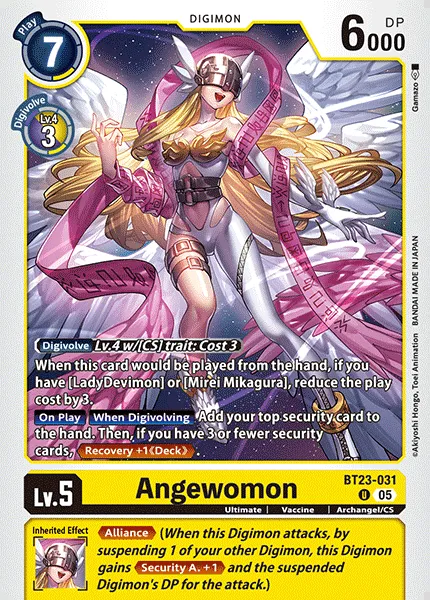 DIGIMON
Play
7
6000
DP
Digivolve
Lv.4
3
Gamazo
©Akiyoshi Hongo, Toei Animation BANDAI MADE IN JAPAN
Digivolve Lv.4 w/[CS] trait: Cost 3
When this card would be played from the hand, if you
have [LadyDevimon] or [Mirei Mikagura], reduce the play
cost by 3.
On Play When Digivolving Add your top security card to
the hand. Then, if you have 3 or fewer security
cards, Recovery +1 《Deck》
Lv.5
Angewomon
BT23-031
U 05
Ultimate | Vaccine | Archangel/CS
Inherited Effect
Alliance (When this Digimon attacks, by
suspending 1 of your other Digimon, this Digimon
gains Security A. +1 and the suspended
Digimon's DP for the attack.)